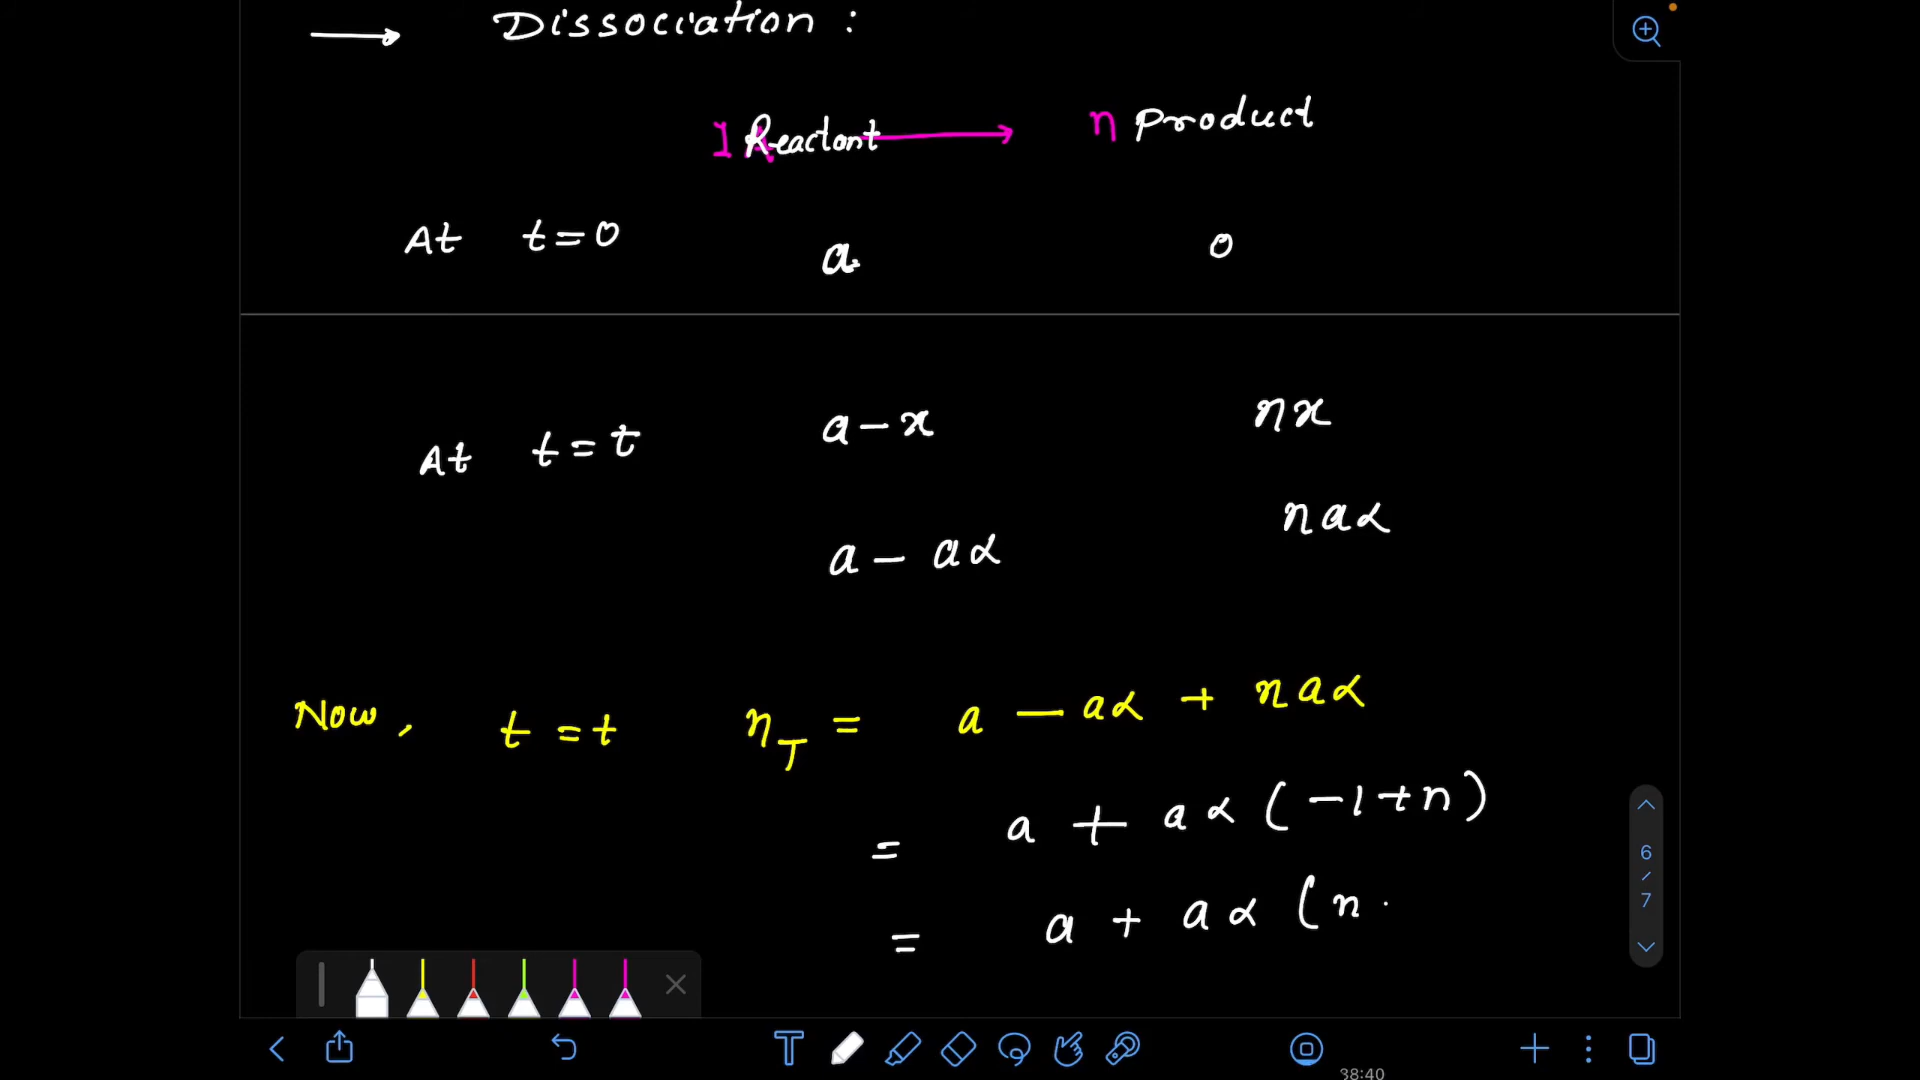 → Dissociation :
1 Reactant → n product
At t=0 a 0
At t=t a-x nx
a - aα naα
Now, t=t n_T = a - aα + naα
= a + aα (-1+n)
= a + aα (n ·
6
/
7
T
38:40